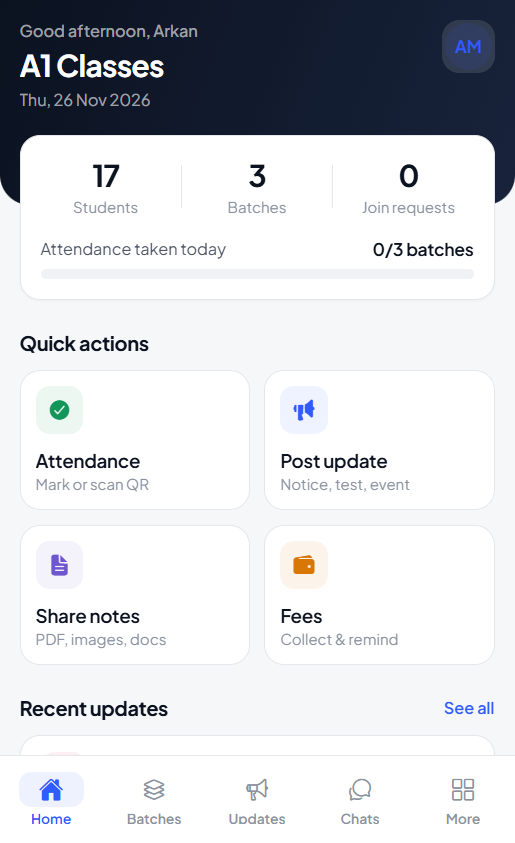 Good afternoon, Arkan
A1 Classes
AM
Thu, 26 Nov 2026
17
Students
3
Batches
0
Join requests
Attendance taken today
0/3 batches
Quick actions
Attendance
Mark or scan QR
Post update
Notice, test, event
Share notes
PDF, images, docs
Fees
Collect & remind
Recent updates
See all
Home
Batches
Updates
Chats
More